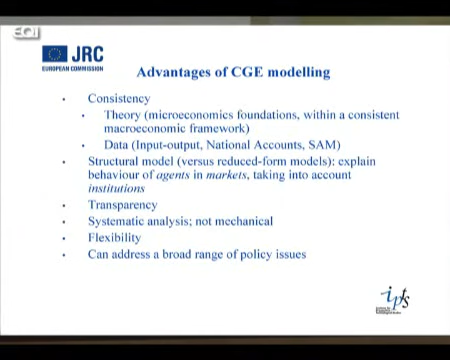 EQI
JRC
EUROPEAN COMMISSION
Advantages of CGE modelling
• Consistency
• Theory (microeconomics foundations, within a consistent
macroeconomic framework)
• Data (Input-output, National Accounts, SAM)
• Structural model (versus reduced-form models): explain
behaviour of agents in markets, taking into account
institutions
• Transparency
• Systematic analysis; not mechanical
• Flexibility
• Can address a broad range of policy issues
ipts